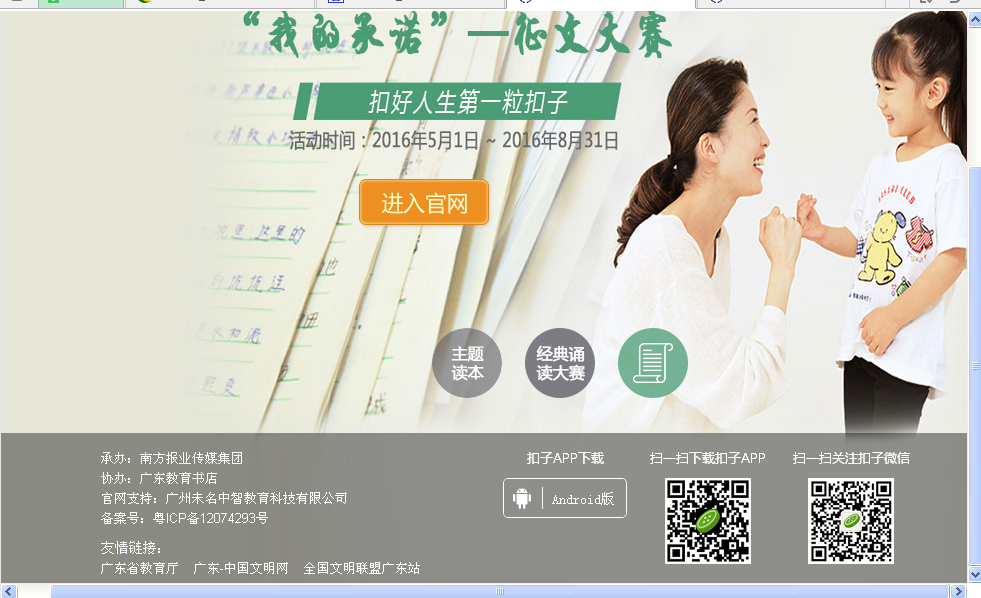 “我的承诺”—征文大赛
扣好人生第一粒扣子
活动时间：2016年5月1日 ~ 2016年8月31日
进入官网
主题
读本
经典诵
读大赛
承办：南方报业传媒集团
协办：广东教育书店
官网支持：广州未名中智教育科技有限公司
备案号：粤ICP备12074293号
友情链接：
广东省教育厅 广东-中国文明网 全国文明联盟广东站
扣子APP下载
Android版
扫一扫下载扣子APP
扫一扫关注扣子微信